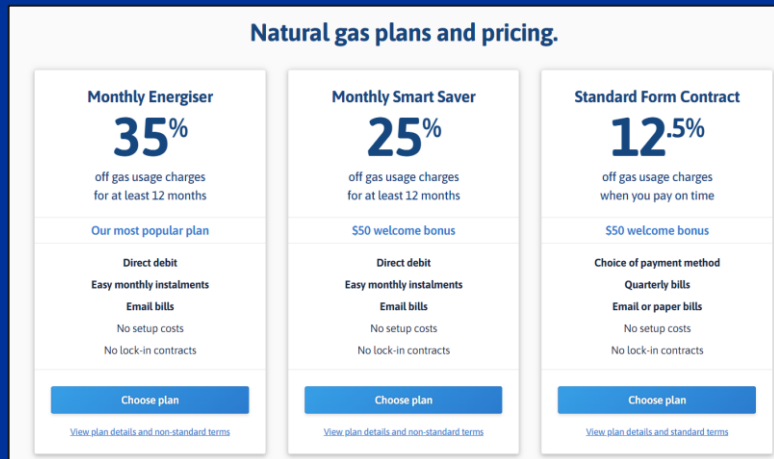 Natural gas plans and pricing.
Monthly Energiser
35%
off gas usage charges
for at least 12 months
Our most popular plan
Direct debit
Easy monthly instalments
Email bills
No setup costs
No lock-in contracts
Choose plan
View plan details and non-standard terms
Monthly Smart Saver
25%
off gas usage charges
for at least 12 months
$50 welcome bonus
Direct debit
Easy monthly instalments
Email bills
No setup costs
No lock-in contracts
Choose plan
View plan details and non-standard terms
Standard Form Contract
12.5%
off gas usage charges
when you pay on time
$50 welcome bonus
Choice of payment method
Quarterly bills
Email or paper bills
No setup costs
No lock-in contracts
Choose plan
View plan details and standard terms